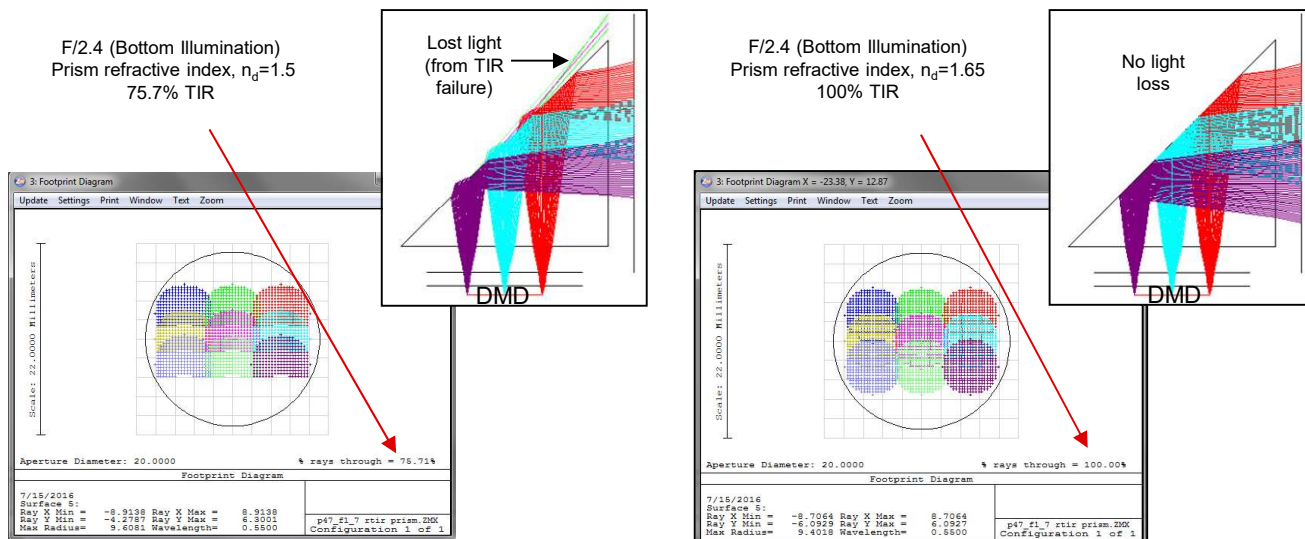 F/2.4 (Bottom Illumination)
Prism refractive index, nd=1.5
75.7% TIR
Lost light
(from TIR
failure)
DMD
3: Footprint Diagram
Update Settings Print Window Text Zoom
Scale: 22.0000 Millimeters
Aperture Diameter: 20.0000 % rays through = 75.71%
Footprint Diagram
7/15/2016
Surface 5:
Ray X Min = -8.9138 Ray X Max = 8.9138
Ray Y Min = -4.2787 Ray Y Max = 6.3001
Max Radius= 9.6081 Wavelength= 0.5500
p47_f1_7 rtir prism.ZMX
Configuration 1 of 1
F/2.4 (Bottom Illumination)
Prism refractive index, nd=1.65
100% TIR
No light
loss
DMD
3: Footprint Diagram X = -23.38, Y = 12.87
Update Settings Print Window Text Zoom
Scale: 22.0000 Millimeters
Aperture Diameter: 20.0000 % rays through = 100.00%
Footprint Diagram
7/15/2016
Surface 5:
Ray X Min = -8.7064 Ray X Max = 8.7064
Ray Y Min = -6.0929 Ray Y Max = 6.0927
Max Radius= 9.4018 Wavelength= 0.5500
p47_f1_7 rtir prism.ZMX
Configuration 1 of 1